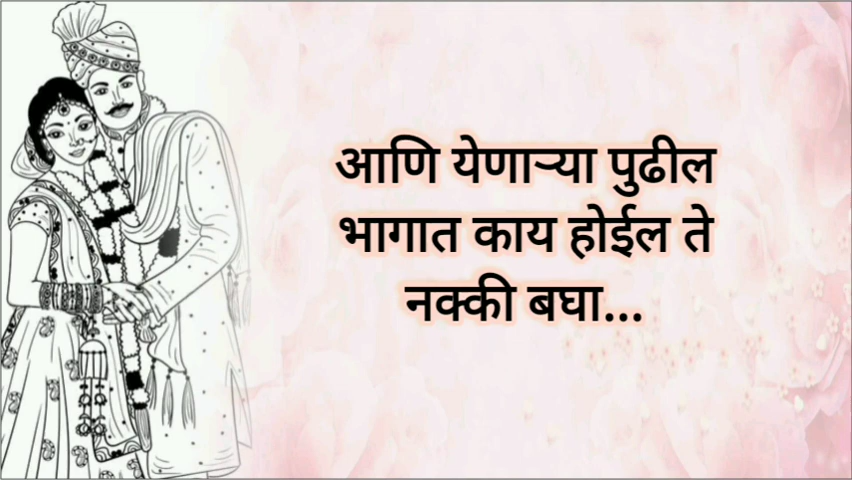 आणि येणाऱ्या पुढील
भागात काय होईल ते
नक्की बघा...